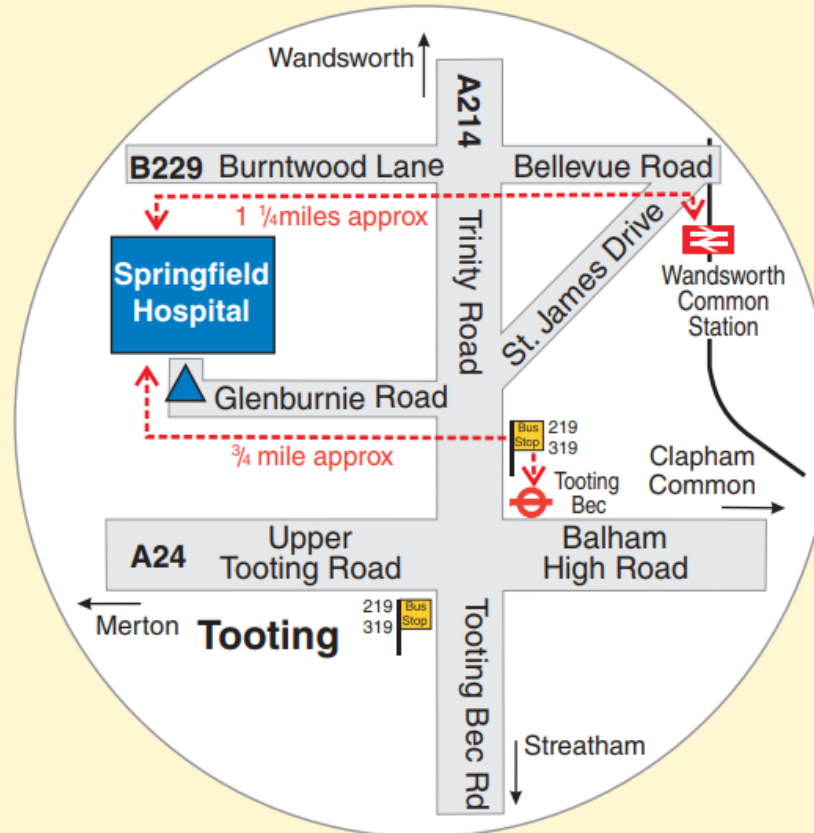 Wandsworth
A214
B229 Burntwood Lane
Bellevue Road
1 ¼ miles approx
Springfield
Hospital
Trinity Road
St. James Drive
Wandsworth
Common
Station
Glenburnie Road
¾ mile approx
Bus
Stop
219
319
Tooting
Bec
Clapham
Common
A24
Upper
Tooting Road
Balham
High Road
Merton
Tooting
219
319
Bus
Stop
Tooting Bec Rd
Streatham